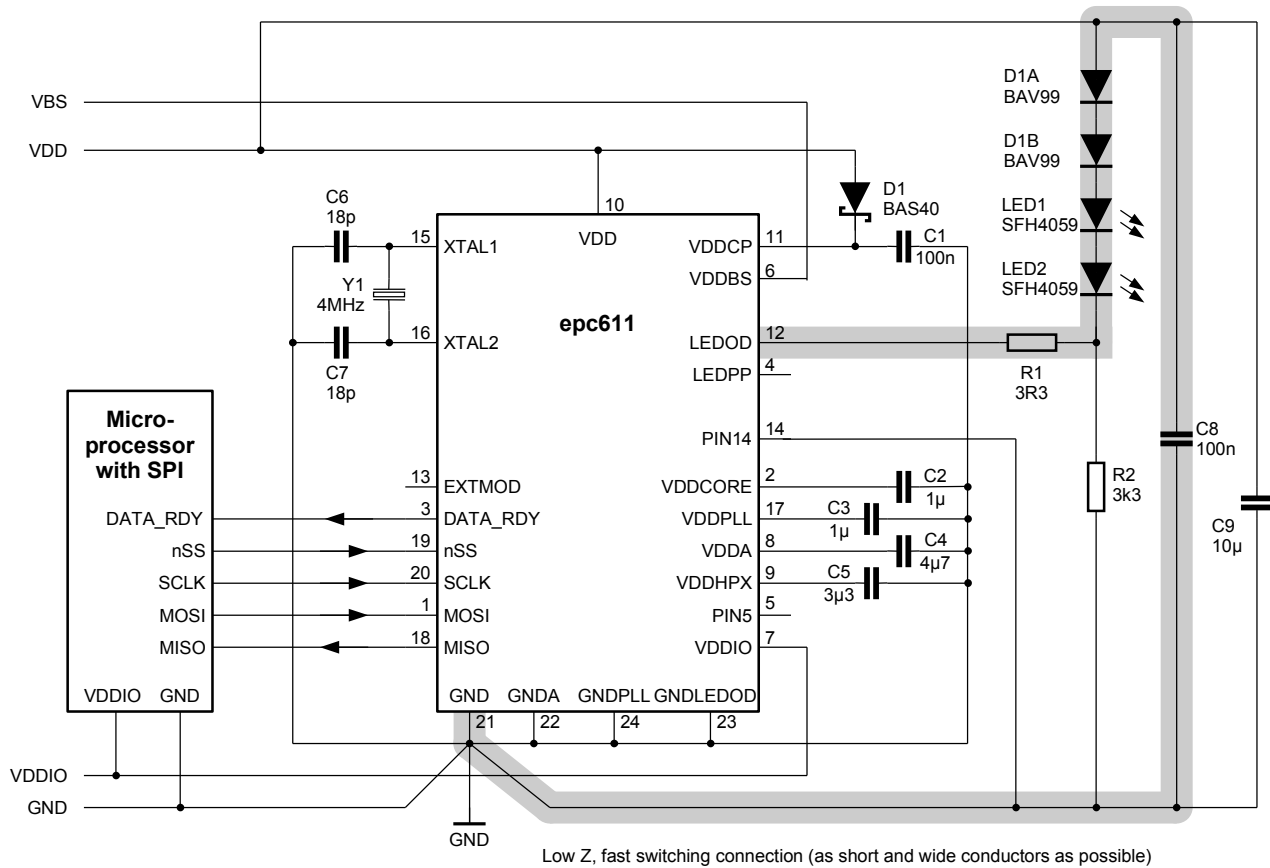 VBS
VDD
D1A
BAV99
D1B
BAV99
LED1
SFH4059
LED2
SFH4059
D1
BAS40
C1
100n
C6
18p
Y1
4MHz
C7
18p
10
VDD
epc611
15
XTAL1
16
XTAL2
13
EXTMOD
3
DATA_RDY
19
nSS
20
SCLK
1
MOSI
18
MISO
VDDCP
11
VDDBS
6
LEDOD
12
LEDPP
4
PIN14
14
VDDCORE
2
VDDPLL
17
VDDA
8
VDDHPX
9
PIN5
5
VDDIO
7
GND
21
GNDA
22
GNDPLL
24
GNDLEDOD
23
R1
3R3
C2
1µ
C3
1µ
C4
4µ7
C5
3µ3
R2
3k3
C8
100n
C9
10µ
Micro-
processor
with SPI
DATA_RDY
nSS
SCLK
MOSI
MISO
VDDIO
GND
VDDIO
GND
GND
Low Z, fast switching connection (as short and wide conductors as possible)